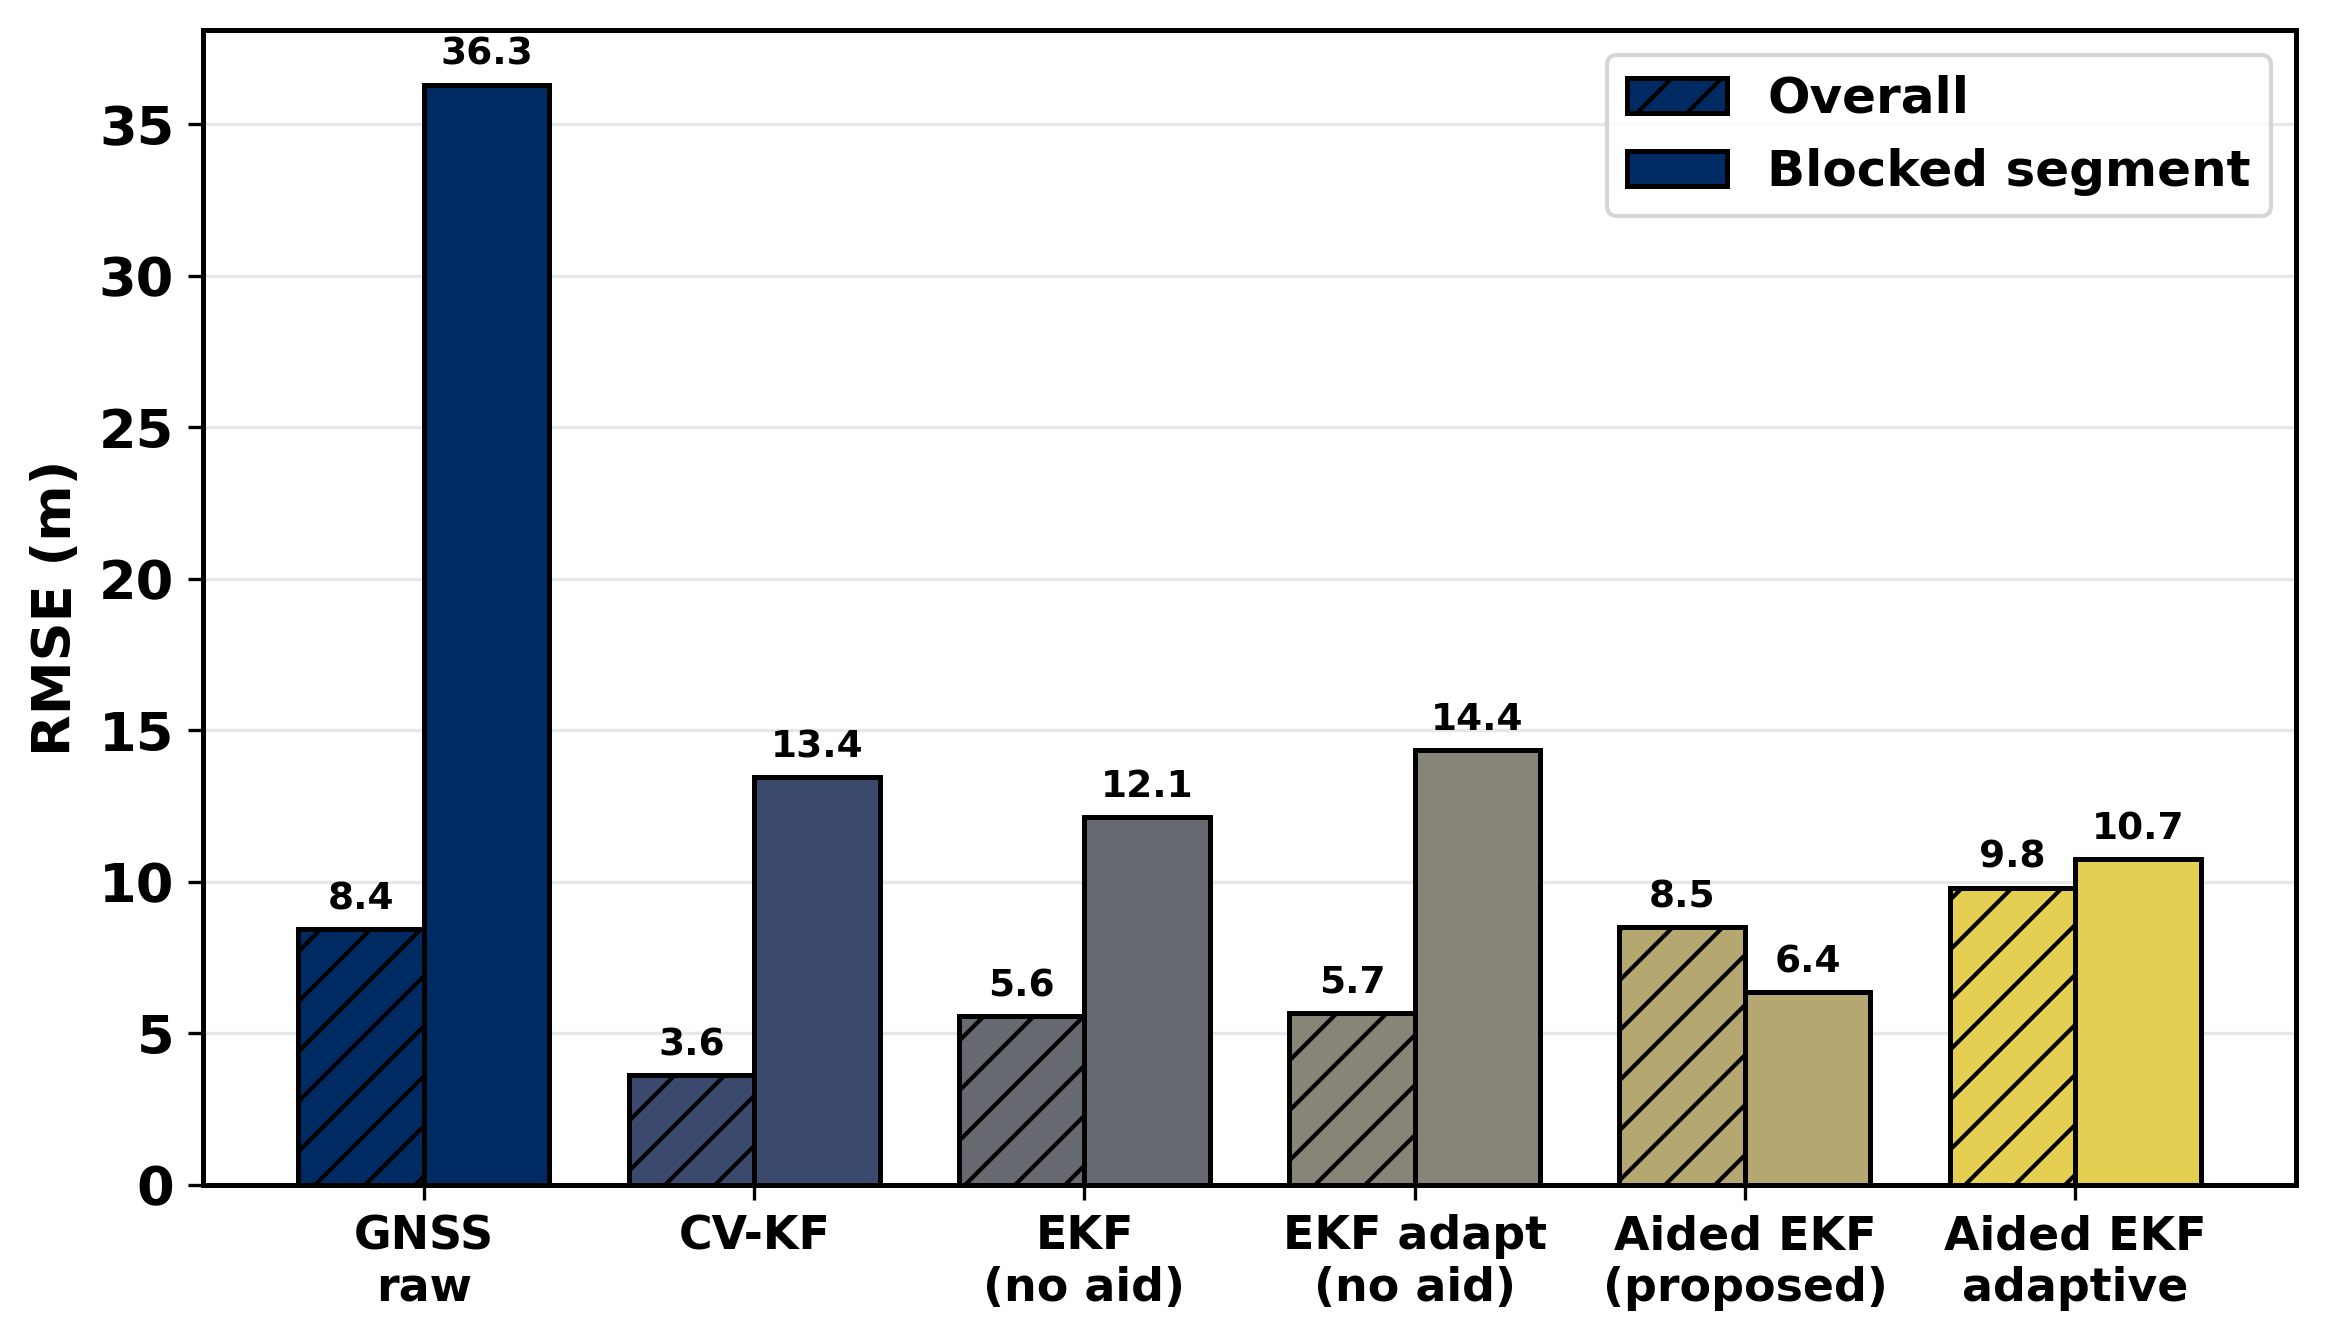 36.3
Overall
Blocked segment
35
30
25
20
15
10
5
0
RMSE (m)
8.4
3.6
13.4
5.6
12.1
5.7
14.4
8.5
6.4
9.8
10.7
GNSS
raw
CV-KF
EKF
(no aid)
EKF adapt
(no aid)
Aided EKF
(proposed)
Aided EKF
adaptive